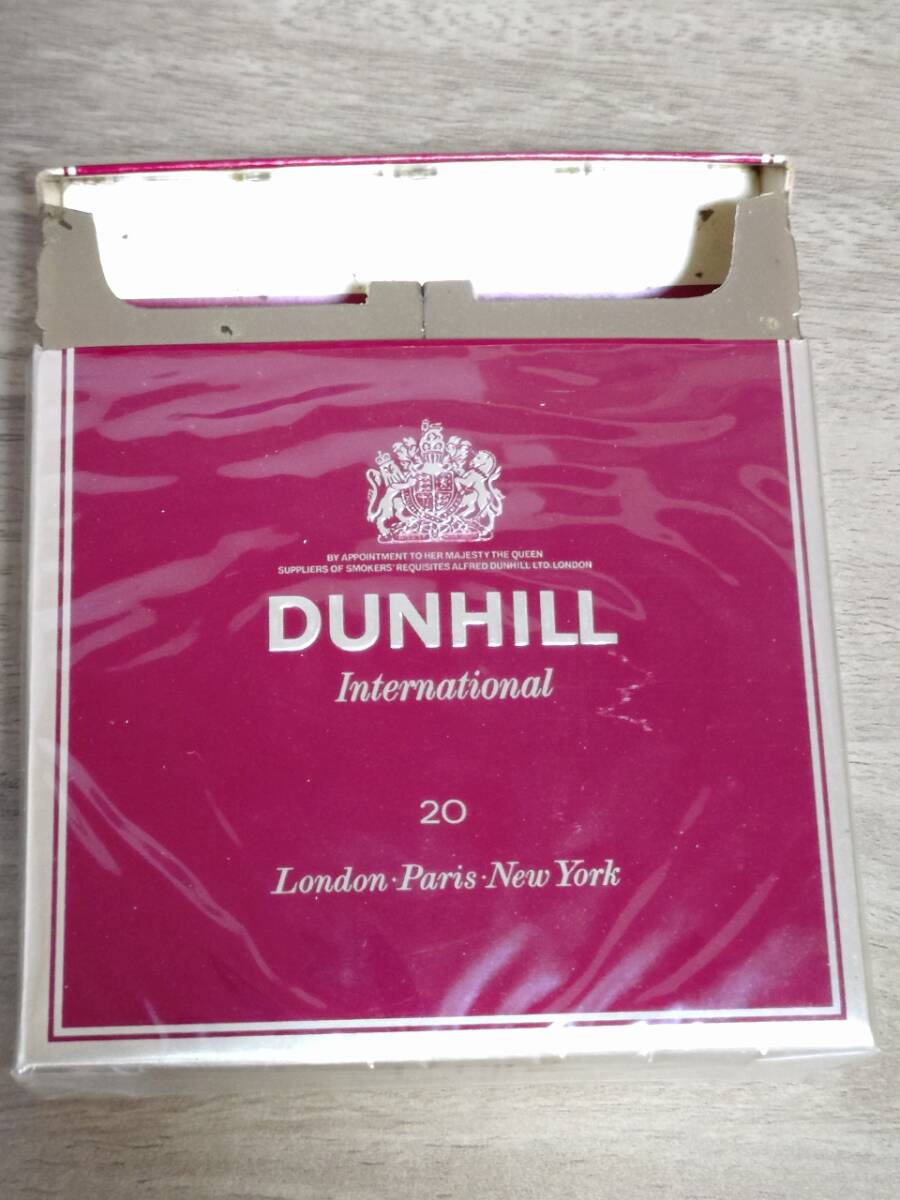 BY APPOINTMENT TO HER MAJESTY THE QUEEN
SUPPLIERS OF SMOKERS' REQUISITES ALFRED DUNHILL LTD. LONDON
DUNHILL
International
20
London·Paris·New York